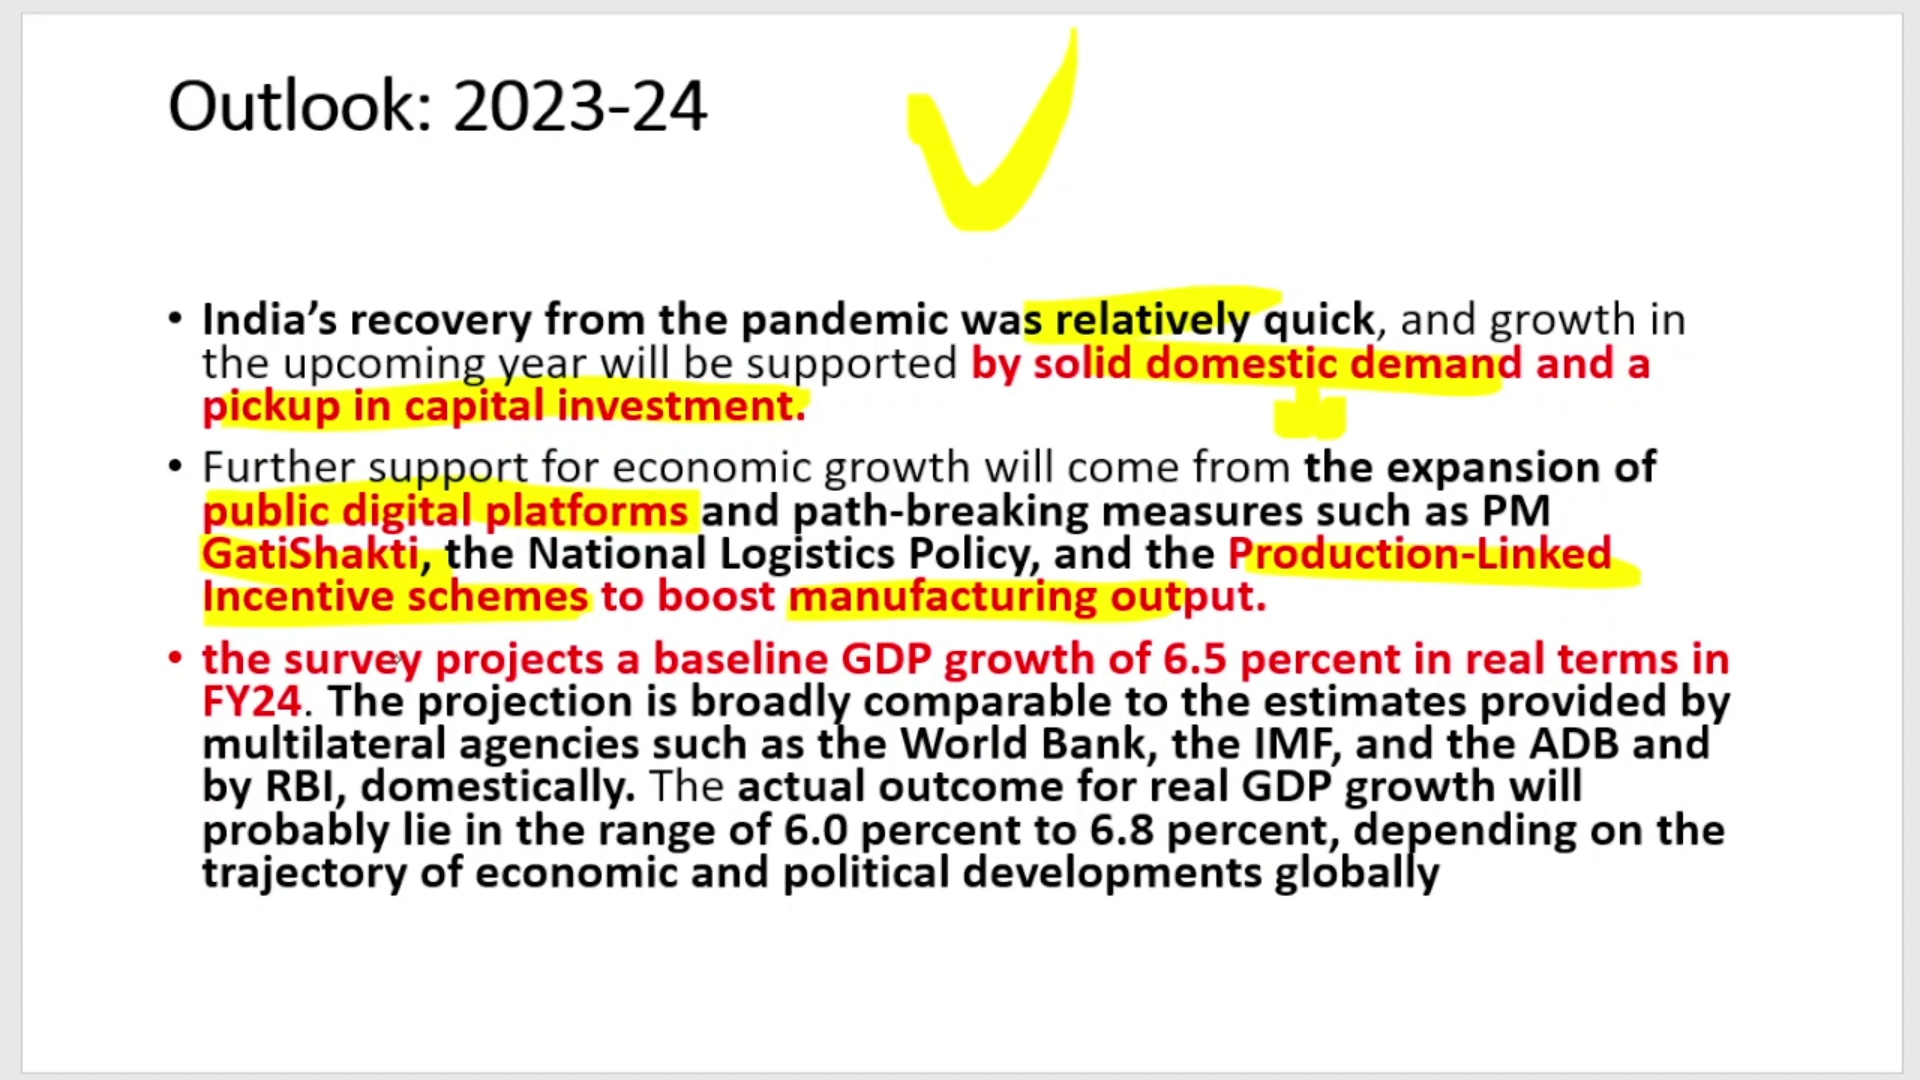 Outlook: 2023-24
• India’s recovery from the pandemic was relatively quick, and growth in
the upcoming year will be supported by solid domestic demand and a
pickup in capital investment.
• Further support for economic growth will come from the expansion of
public digital platforms and path-breaking measures such as PM
GatiShakti, the National Logistics Policy, and the Production-Linked
Incentive schemes to boost manufacturing output.
• the survey projects a baseline GDP growth of 6.5 percent in real terms in
FY24. The projection is broadly comparable to the estimates provided by
multilateral agencies such as the World Bank, the IMF, and the ADB and
by RBI, domestically. The actual outcome for real GDP growth will
probably lie in the range of 6.0 percent to 6.8 percent, depending on the
trajectory of economic and political developments globally